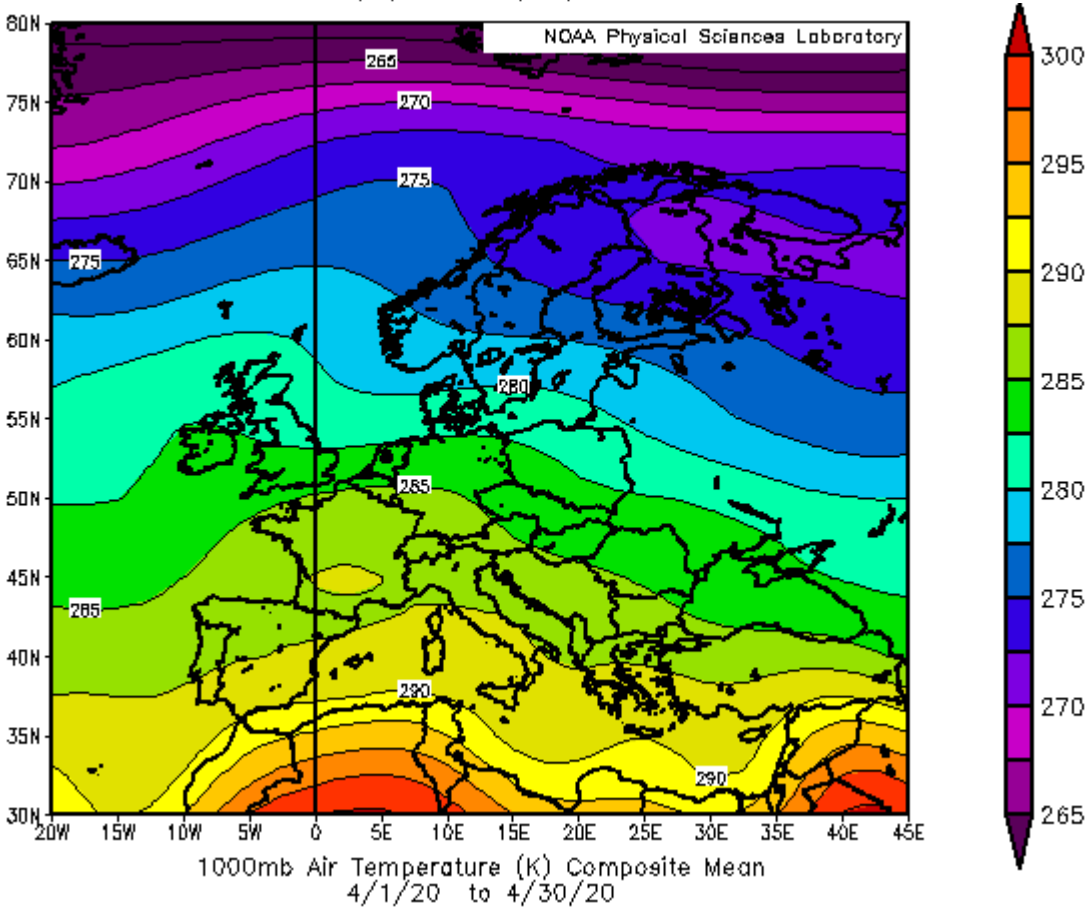 NOAA Physical Sciences Laboratory
80N
75N
70N
65N
60N
55N
50N
45N
40N
35N
30N
265
270
275
275
280
285
285
290
290
20W 15W 10W 5W 0 5E 10E 15E 20E 25E 30E 35E 40E 45E
300
295
290
285
280
275
270
265
1000mb Air Temperature (K) Composite Mean
4/1/20 to 4/30/20